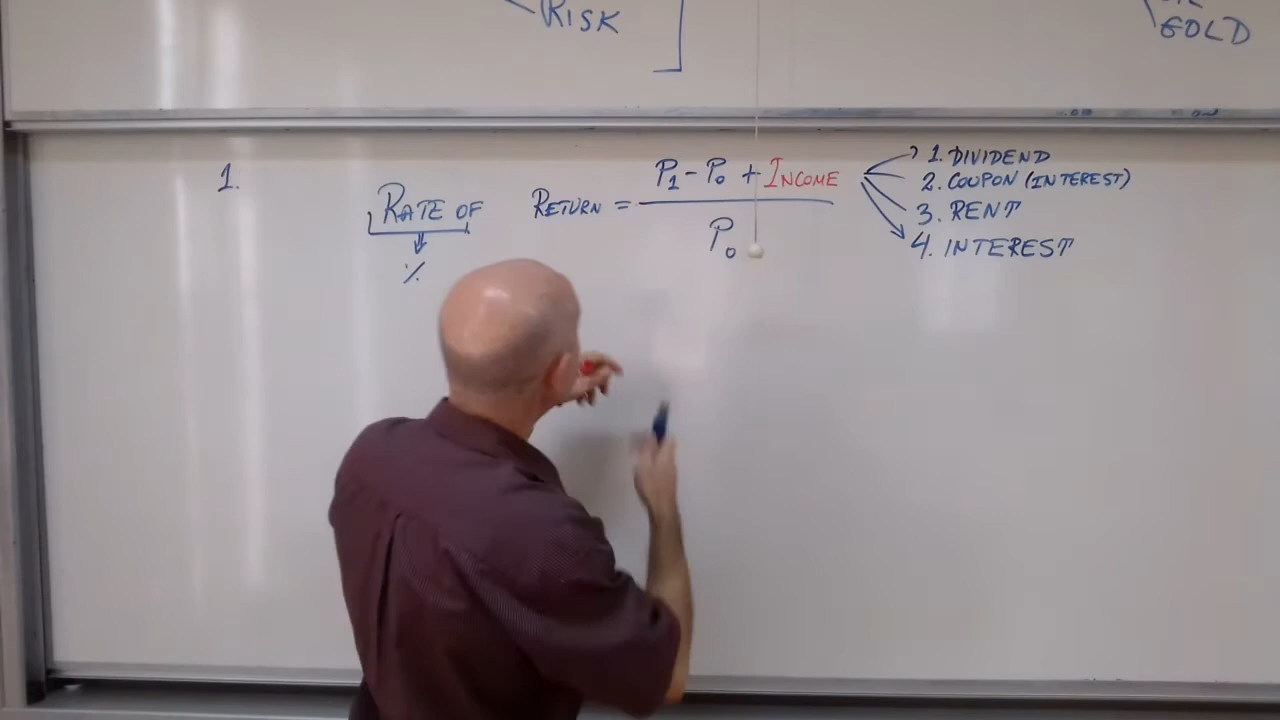 RISK
GOLD
1.
RATE OF RETURN = P1 - P0 + INCOME
P0
%
1. DIVIDEND
2. COUPON (INTEREST)
3. RENT
4. INTEREST